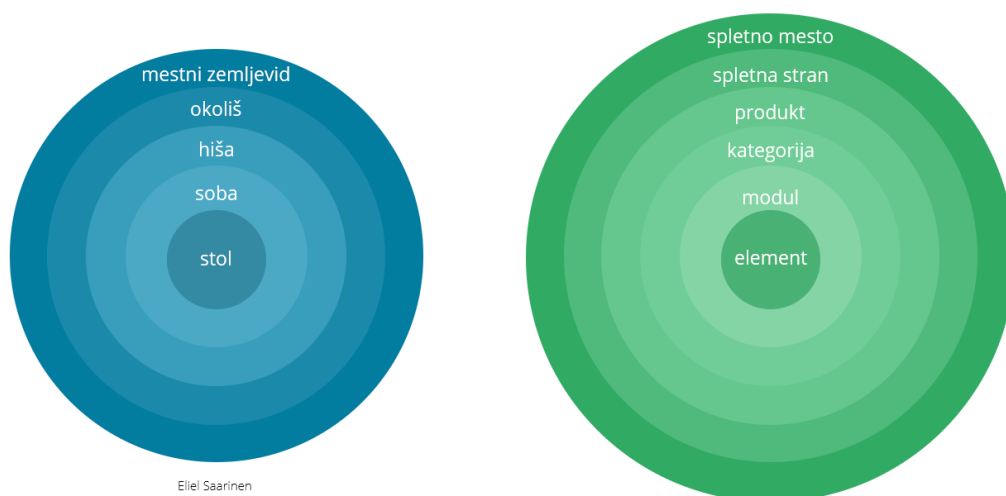 mestni zemljevid
okoliš
hiša
soba
stol
Eliel Saarinen
spletno mesto
spletna stran
produkt
kategorija
modul
element